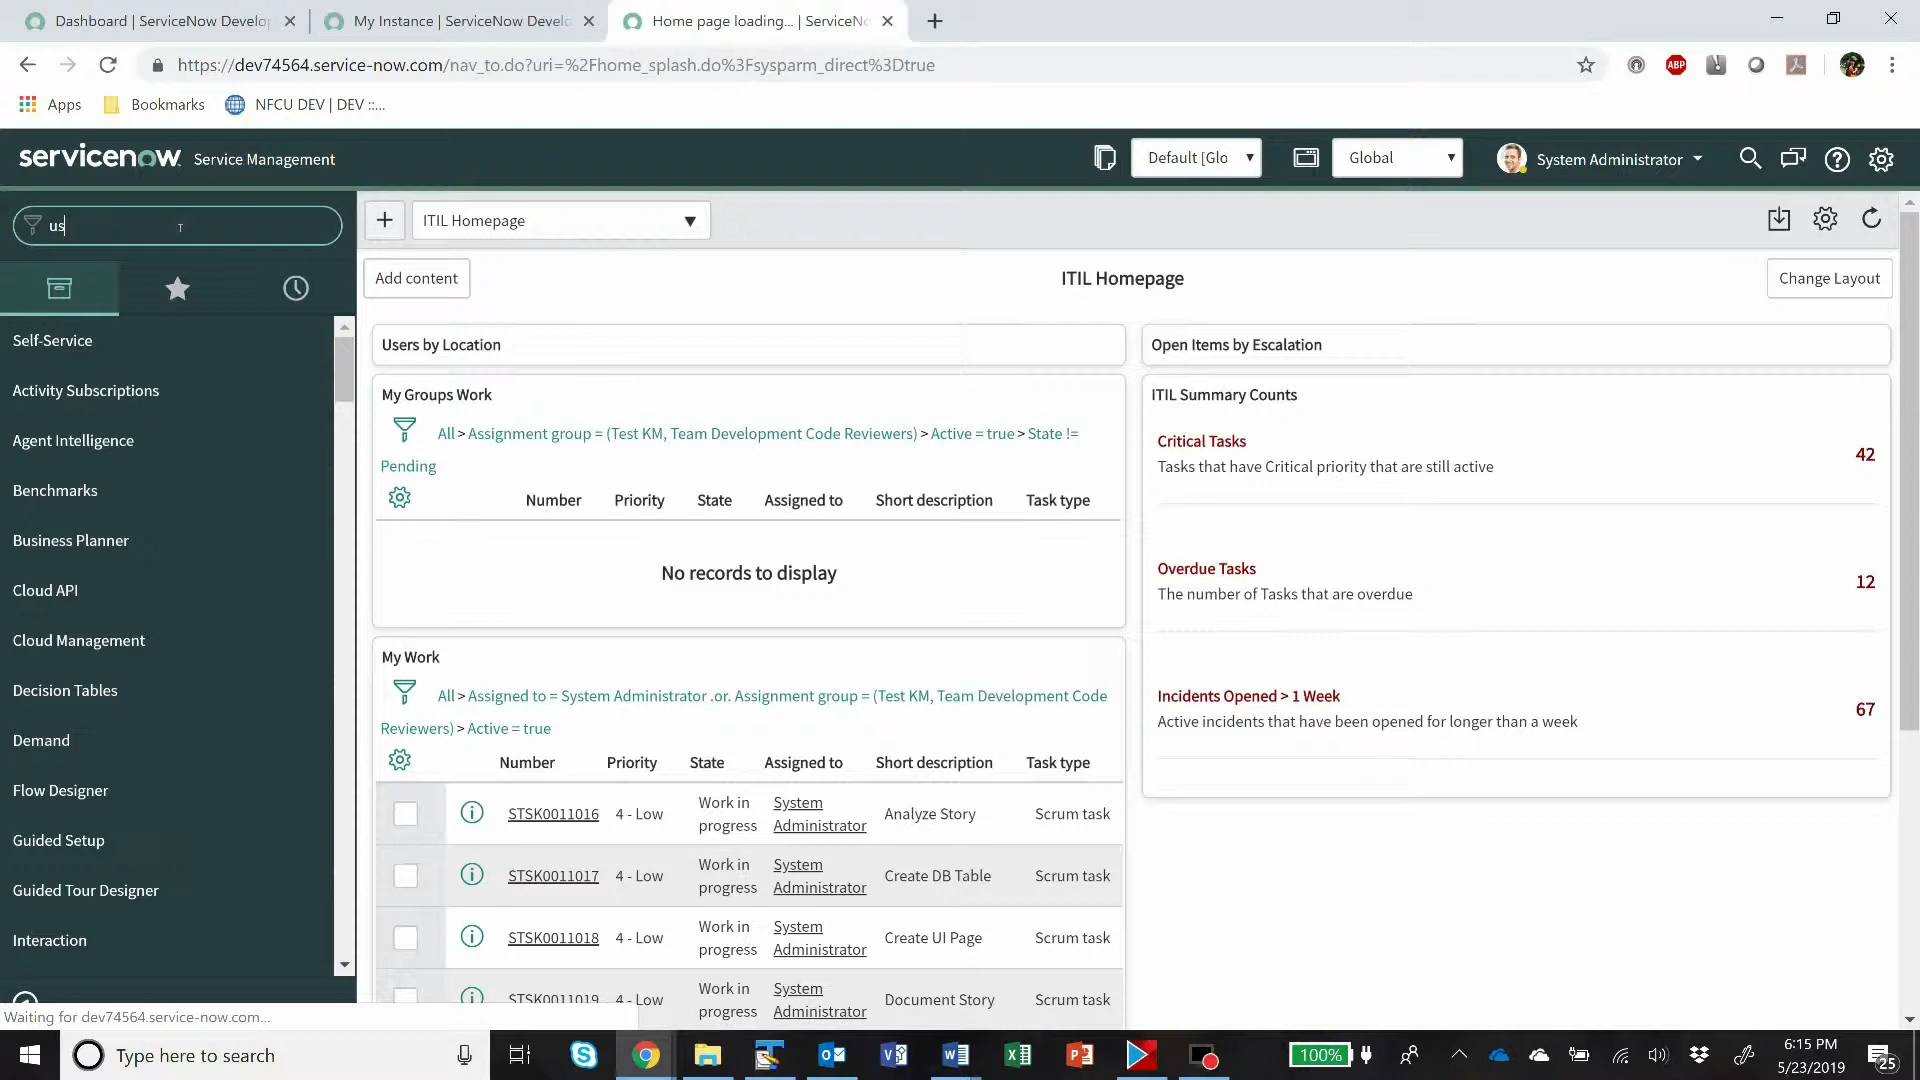 Dashboard | ServiceNow Develop
My Instance | ServiceNow Develo
Home page loading... | ServiceNo
https://dev74564.service-now.com/nav_to.do?uri=%2Fhome_splash.do%3Fsysparm_direct%3Dtrue
ABP
Apps
Bookmarks
NFCU DEV | DEV ::...
servicenow Service Management
Default [Glo
Global
System Administrator
us
ITIL Homepage
Add content
ITIL Homepage
Change Layout
Self-Service
Activity Subscriptions
Agent Intelligence
Benchmarks
Business Planner
Cloud API
Cloud Management
Decision Tables
Demand
Flow Designer
Guided Setup
Guided Tour Designer
Interaction
Waiting for dev74564.service-now.com...
Users by Location
My Groups Work
All > Assignment group = (Test KM, Team Development Code Reviewers) > Active = true > State !=
Pending
Number Priority State Assigned to Short description Task type
No records to display
My Work
All > Assigned to = System Administrator .or. Assignment group = (Test KM, Team Development Code
Reviewers) > Active = true
Number Priority State Assigned to Short description Task type
STSK0011016 4 - Low Work in progress System Administrator Analyze Story Scrum task
STSK0011017 4 - Low Work in progress System Administrator Create DB Table Scrum task
STSK0011018 4 - Low Work in progress System Administrator Create UI Page Scrum task
STSK0011019 4 - Low Work in progress System Administrator Document Story Scrum task
Open Items by Escalation
ITIL Summary Counts
Critical Tasks
Tasks that have Critical priority that are still active
42
Overdue Tasks
The number of Tasks that are overdue
12
Incidents Opened > 1 Week
Active incidents that have been opened for longer than a week
67
Type here to search
100%
6:15 PM
5/23/2019
25